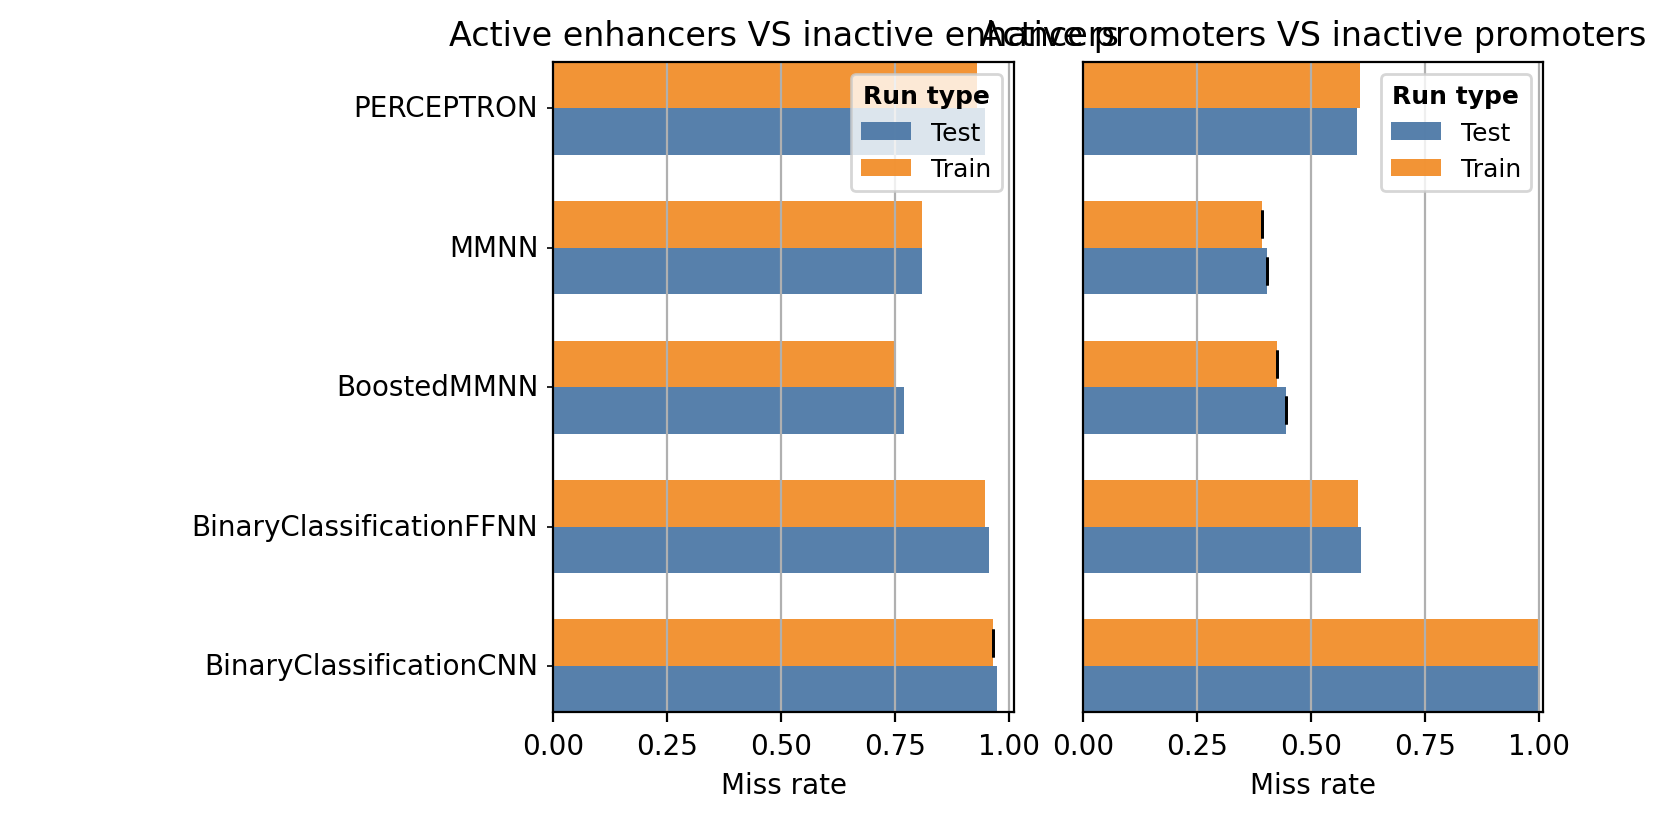 Active enhancers VS inactive enhancers
Active promoters VS inactive promoters
Run type
Test
Train
Run type
Test
Train
PERCEPTRON
MMNN
BoostedMMNN
BinaryClassificationFFNN
BinaryClassificationCNN
0.00 0.25 0.50 0.75 1.00
0.00 0.25 0.50 0.75 1.00
Miss rate
Miss rate